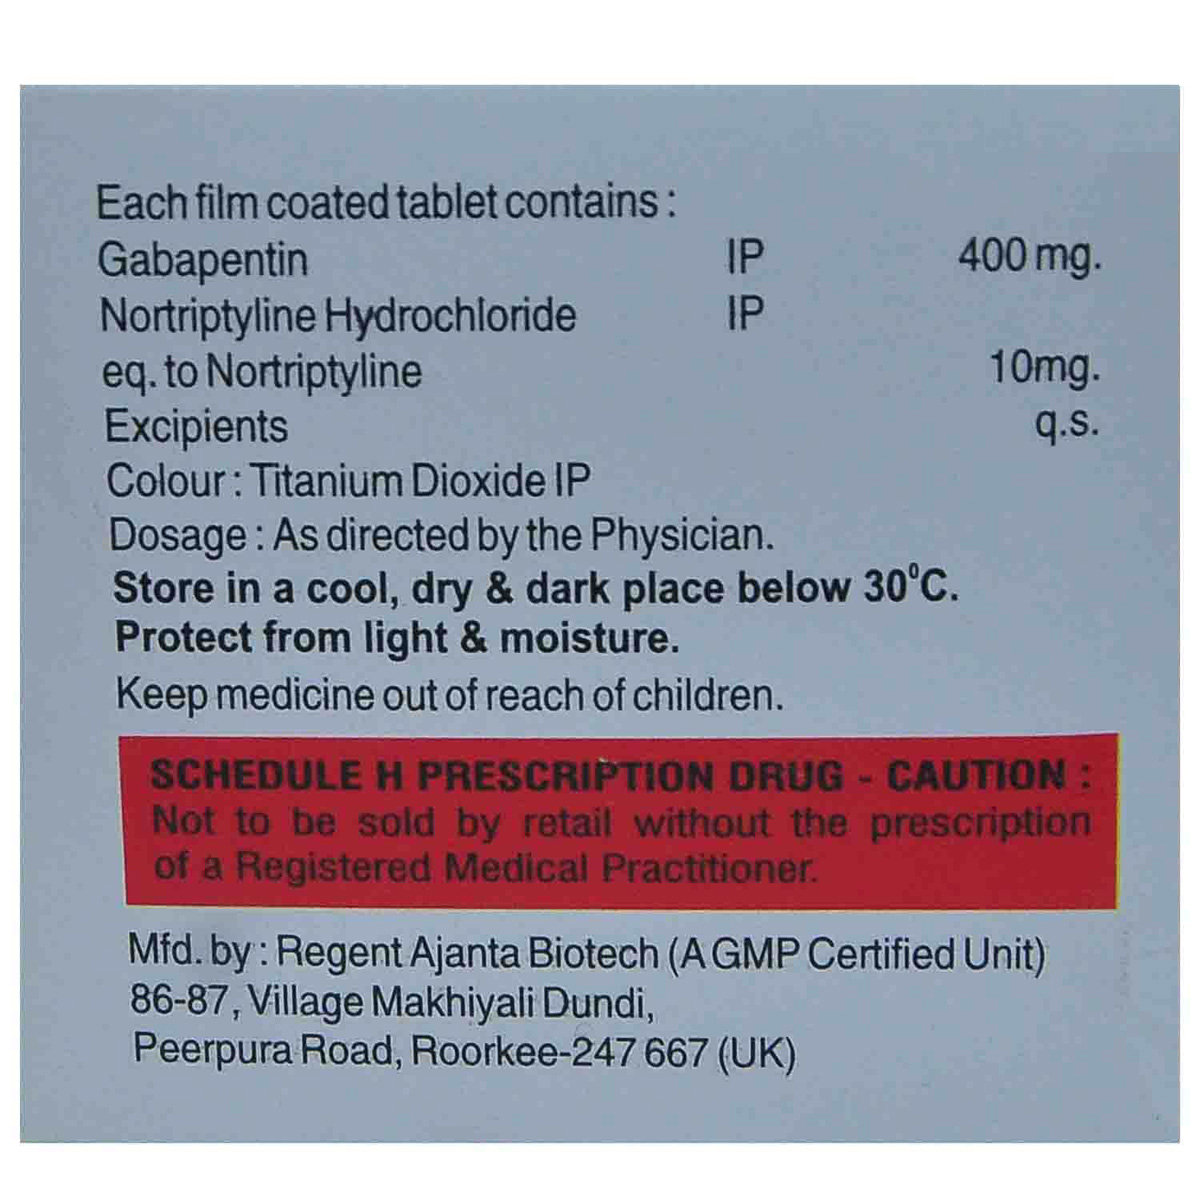 Each film coated tablet contains :
Gabapentin IP 400 mg.
Nortriptyline Hydrochloride IP
eq. to Nortriptyline 10mg.
Excipients q.s.
Colour : Titanium Dioxide IP
Dosage : As directed by the Physician.
Store in a cool, dry & dark place below 30⁰C.
Protect from light & moisture.
Keep medicine out of reach of children.
SCHEDULE H PRESCRIPTION DRUG - CAUTION :
Not to be sold by retail without the prescription
of a Registered Medical Practitioner.
Mfd. by : Regent Ajanta Biotech (A GMP Certified Unit)
86-87, Village Makhiyali Dundi,
Peerpura Road, Roorkee-247 667 (UK)